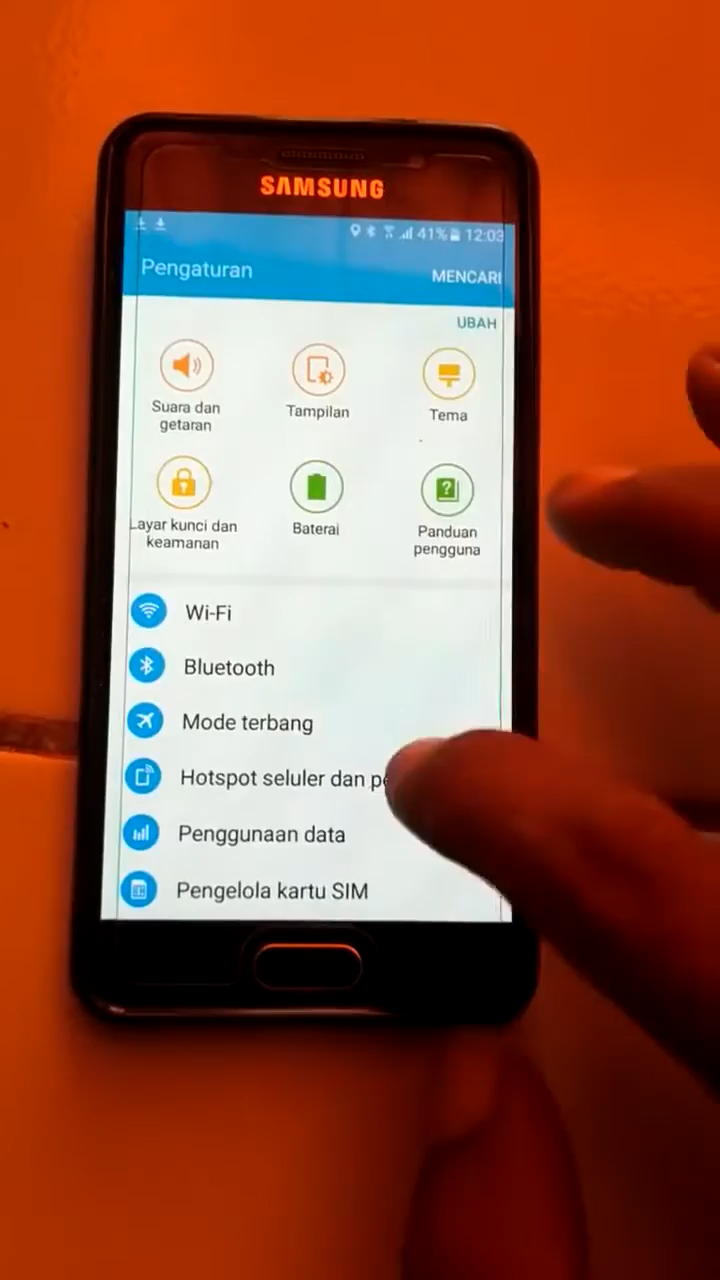 SAMSUNG
41% 12:03
Pengaturan
MENCARI
UBAH
Suara dan
getaran
Tampilan
Tema
Layar kunci dan
keamanan
Baterai
Panduan
pengguna
Wi-Fi
Bluetooth
Mode terbang
Hotspot seluler dan
Penggunaan data
Pengelola kartu SIM